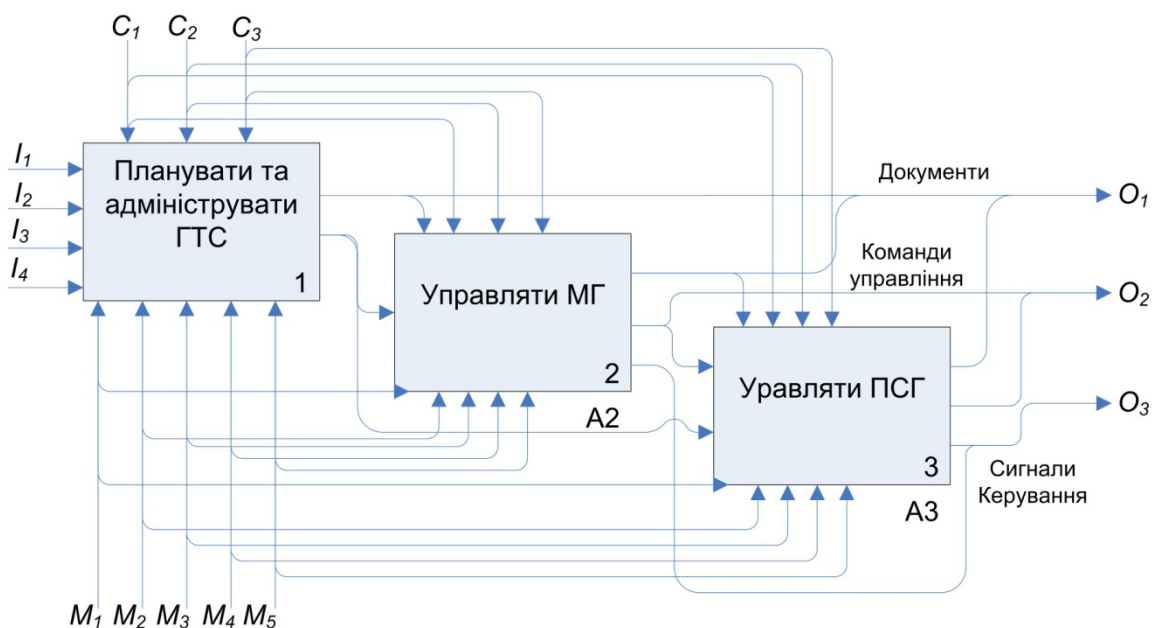 C1 C2 C3
I1
I2
I3
I4
Планувати та
адмініструвати
ГТС
1
Документи
O1
Управляти МГ
2
A2
Команди
управління
O2
Уравляти ПСГ
3
A3
O3
Сигнали
Керування
M1 M2 M3 M4 M5